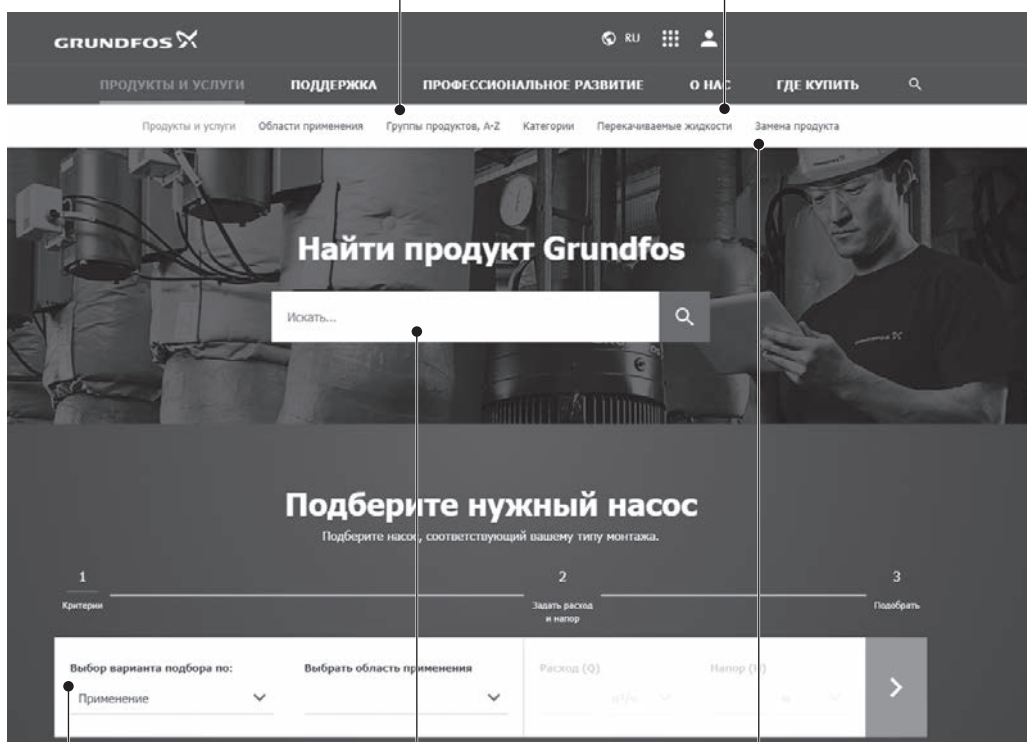 GRUNDFOS
RU
ПРОДУКТЫ И УСЛУГИ ПОДДЕРЖКА ПРОФЕССИОНАЛЬНОЕ РАЗВИТИЕ О НАС ГДЕ КУПИТЬ
Продукты и услуги Области применения Группы продуктов, A-Z Категории Перекачиваемые жидкости Замена продукта
Найти продукт Grundfos
Искать...
Подберите нужный насос
Подберите насос, соответствующий вашему типу монтажа.
1 2 3
Критерии Задать расход Подобрать
и напор
Выбор варианта подбора по: Выбрать область применения Расход (Q) Напор (H)
Применение м³/ч м